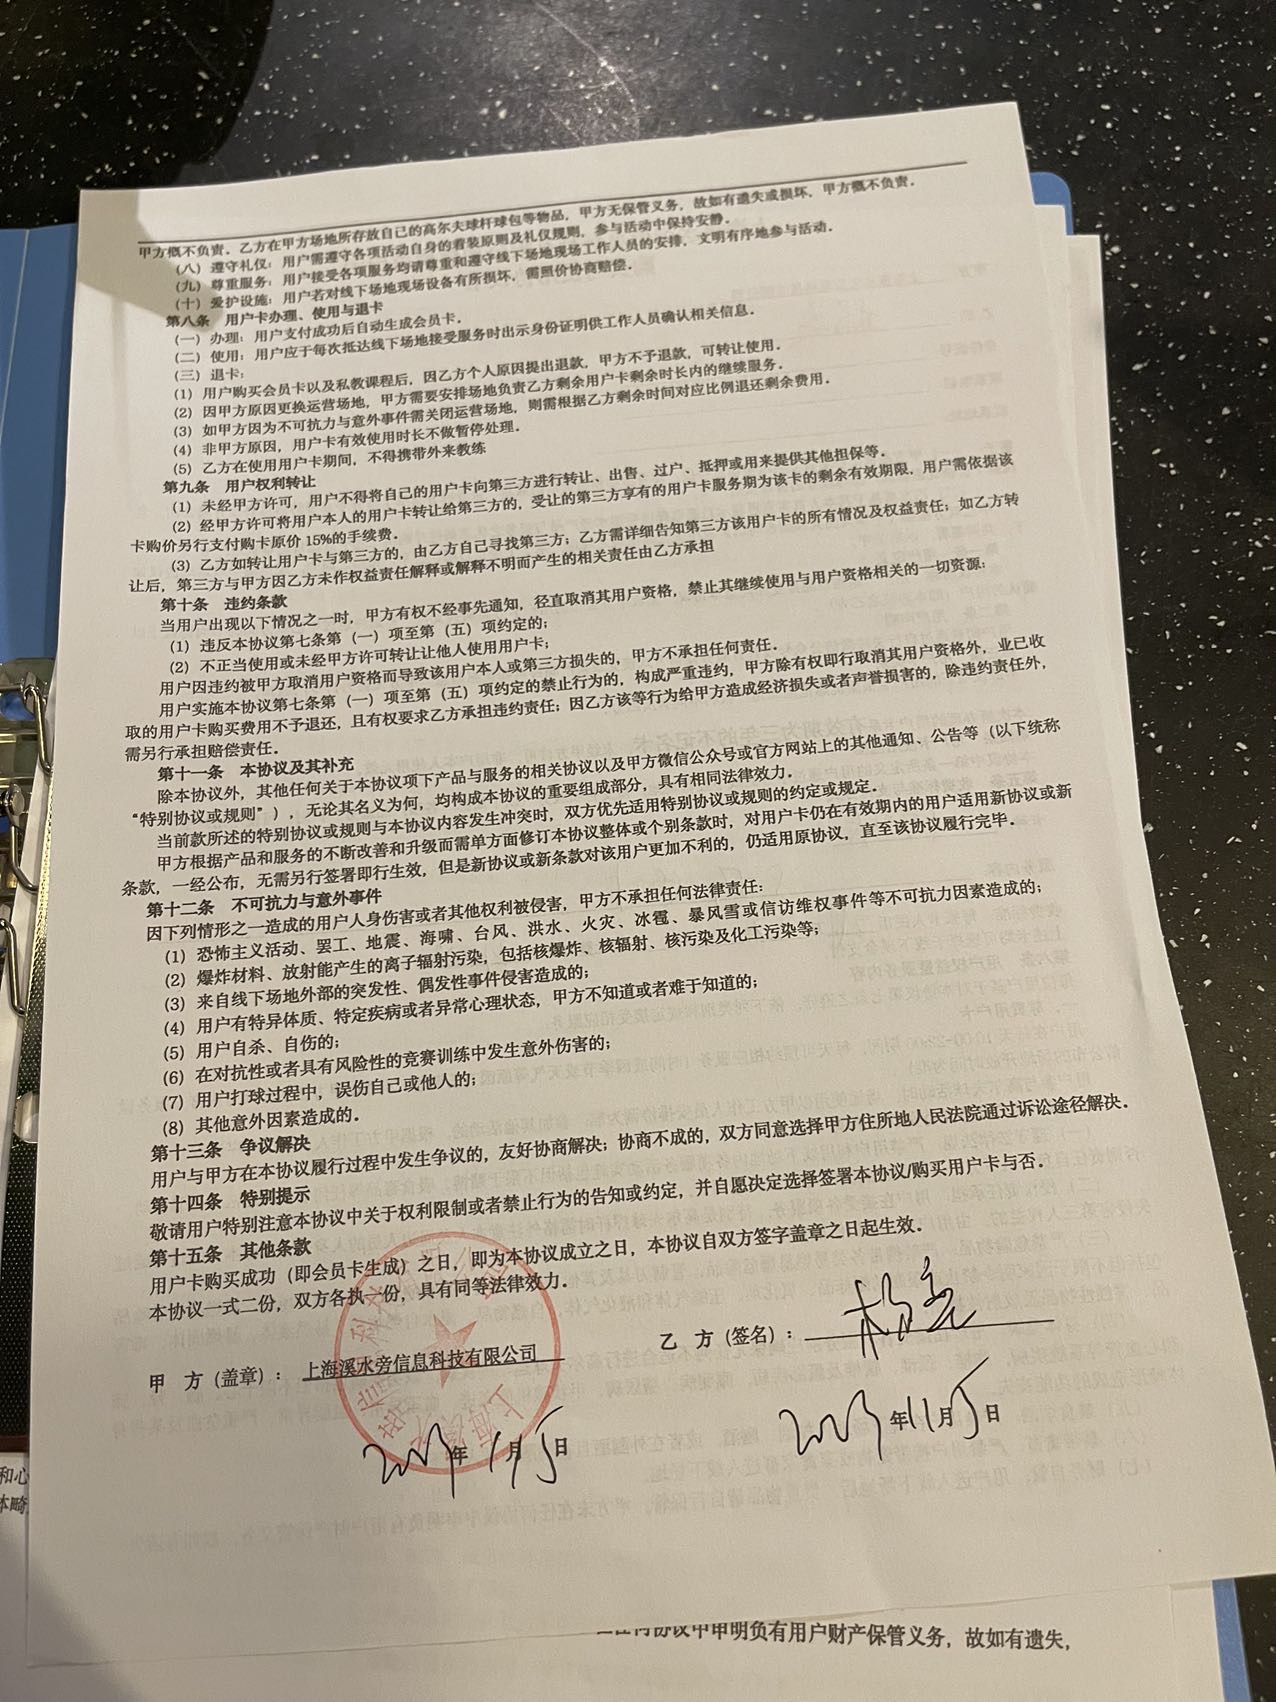 甲方概不负责。乙方在甲方场地所存放自己的高尔夫球杆球包等物品，甲方无保管义务，故如有遗失或损坏，甲方概不负责。
（八）遵守礼仪：用户需遵守各项活动自身的着装原则及礼仪规则，参与活动中保持安静。
（九）尊重服务：用户接受各项服务均请尊重和遵守线下场地现场工作人员的安排，文明有序地参与活动。
（十）爱护设施：用户若对线下场地现场设备有所损坏，需照价协商赔偿。
第八条 用户卡办理、使用与退卡
（一）办理：用户支付成功后自动生成会员卡。
（二）使用：用户应于每次抵达线下场地接受服务时出示身份证明供工作人员确认相关信息。
（三）退卡：
（1）用户购买会员卡以及私教课程后，因乙方个人原因提出退款，甲方不予退款，可转让使用。
（2）因甲方原因更换运营场地，甲方需要安排场地负责乙方剩余用户卡剩余时长内的继续服务。
（3）如甲方因为不可抗力与意外事件需关闭运营场地，则需根据乙方剩余时间对应比例退还剩余费用。
（4）非甲方原因，用户卡有效使用时长不做暂停处理。
（5）乙方在使用用户卡期间，不得携带外来教练
第九条 用户权利转让
（1）未经甲方许可，用户不得将自己的用户卡向第三方进行转让、出售、过户、抵押或用来提供其他担保等。
（2）经甲方许可将用户本人的用户卡转让给第三方的，受让的第三方享有的用户卡服务期为该卡的剩余有效期限，用户需依据该
卡购价另行支付购卡原价 15%的手续费。
（3）乙方如转让用户卡与第三方的，由乙方自己寻找第三方；乙方需详细告知第三方该用户卡的所有情况及权益责任；如乙方转
让后，第三方与甲方因乙方未作权益责任解释或解释不明而产生的相关责任由乙方承担
第十条 违约条款
当用户出现以下情况之一时，甲方有权不经事先通知，径直取消其用户资格，禁止其继续使用与用户资格相关的一切资源：
（1）违反本协议第七条第（一）项至第（五）项约定的；
（2）不正当使用或未经甲方许可转让让他人使用用户卡；
用户因违约被甲方取消用户资格而导致该用户本人或第三方损失的，甲方不承担任何责任。
用户实施本协议第七条第（一）项至第（五）项约定的禁止行为的，构成严重违约，甲方除有权即行取消其用户资格外，业已收
取的用户卡购买费用不予退还，且有权要求乙方承担违约责任；因乙方该等行为给甲方造成经济损失或者声誉损害的，除违约责任外，
需另行承担赔偿责任。
第十一条 本协议及其补充
除本协议外，其他任何关于本协议项下产品与服务的相关协议以及甲方微信公众号或官方网站上的其他通知、公告等（以下统称
“特别协议或规则”），无论其名义为何，均构成本协议的重要组成部分，具有相同法律效力。
当前款所述的特别协议或规则与本协议内容发生冲突时，双方优先适用特别协议或规则的约定或规定。
甲方根据产品和服务的不断改善和升级而需单方面修订本协议整体或个别条款时，对用户卡仍在有效期内的用户适用新协议或新
条款，一经公布，无需另行签署即行生效，但是新协议或新条款对该用户更加不利的，仍适用原协议，直至该协议履行完毕。
第十二条 不可抗力与意外事件
因下列情形之一造成的用户人身伤害或者其他权利被侵害，甲方不承担任何法律责任：
（1）恐怖主义活动、罢工、地震、海啸、台风、洪水、火灾、冰雹、暴风雪或信访维权事件等不可抗力因素造成的；
（2）爆炸材料、放射能产生的离子辐射污染，包括核爆炸、核辐射、核污染及化工污染等；
（3）来自线下场地外部的突发性、偶发性事件侵害造成的；
（4）用户有特异体质、特定疾病或者异常心理状态，甲方不知道或者难于知道的；
（5）用户自杀、自伤的；
（6）在对抗性或者具有风险性的竞赛训练中发生意外伤害的；
（7）用户打球过程中，误伤自己或他人的；
（8）其他意外因素造成的。
第十三条 争议解决
用户与甲方在本协议履行过程中发生争议的，友好协商解决；协商不成的，双方同意选择甲方住所地人民法院通过诉讼途径解决。
第十四条 特别提示
敬请用户特别注意本协议中关于权利限制或者禁止行为的告知或约定，并自愿决定选择签署本协议/购买用户卡与否。
第十五条 其他条款
用户卡购买成功（即会员卡生成）之日，即为本协议成立之日，本协议自双方签字盖章之日起生效。
本协议一式二份，双方各执一份，具有同等法律效力。
甲 方（盖章）：上海溪水旁信息科技有限公司
乙 方（签名）：
年11月5日
年11月5日
和心
本畸
协议中申明负有用户财产保管义务，故如有遗失，